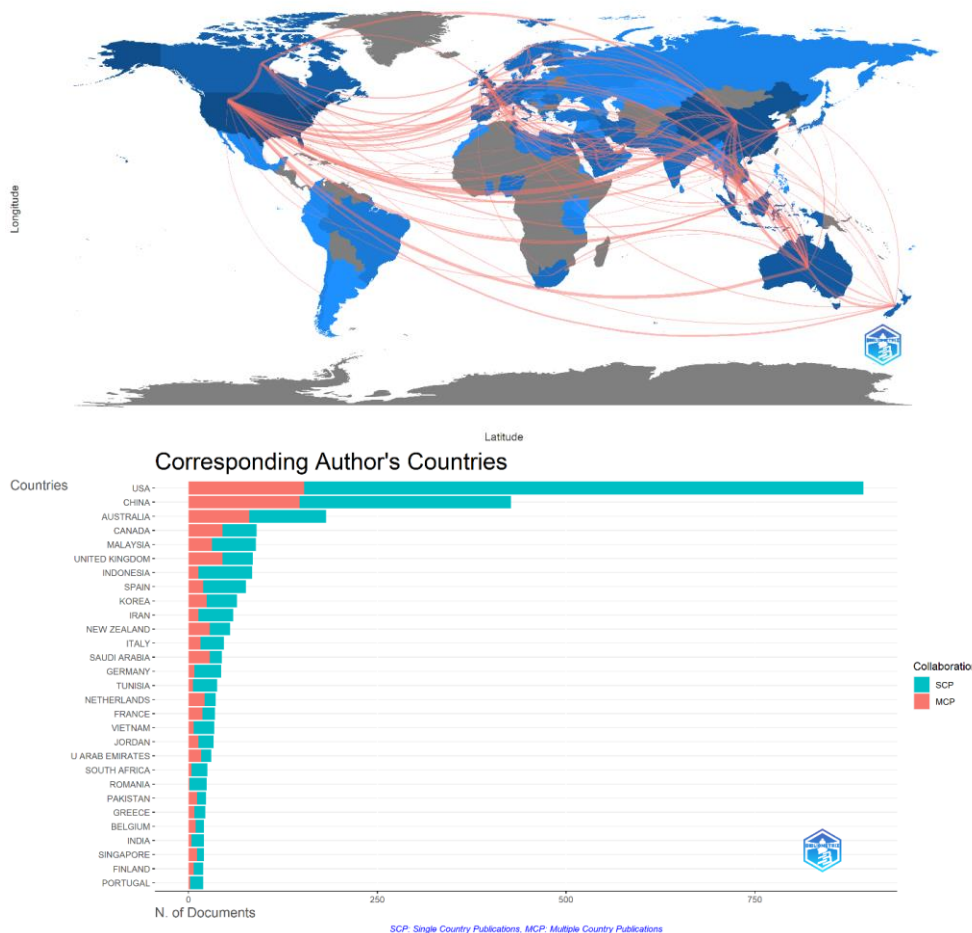 Longitude
Latitude
Corresponding Author's Countries
Countries
USA
CHINA
AUSTRALIA
CANADA
MALAYSIA
UNITED KINGDOM
INDONESIA
SPAIN
KOREA
IRAN
NEW ZEALAND
ITALY
SAUDI ARABIA
GERMANY
TUNISIA
NETHERLANDS
FRANCE
VIETNAM
JORDAN
U ARAB EMIRATES
SOUTH AFRICA
ROMANIA
PAKISTAN
GREECE
BELGIUM
INDIA
SINGAPORE
FINLAND
PORTUGAL
0 250 500 750
N. of Documents
Collaboratio
SCP
MCP
BIBLIOMETRIX
SCP: Single Country Publications, MCP: Multiple Country Publications